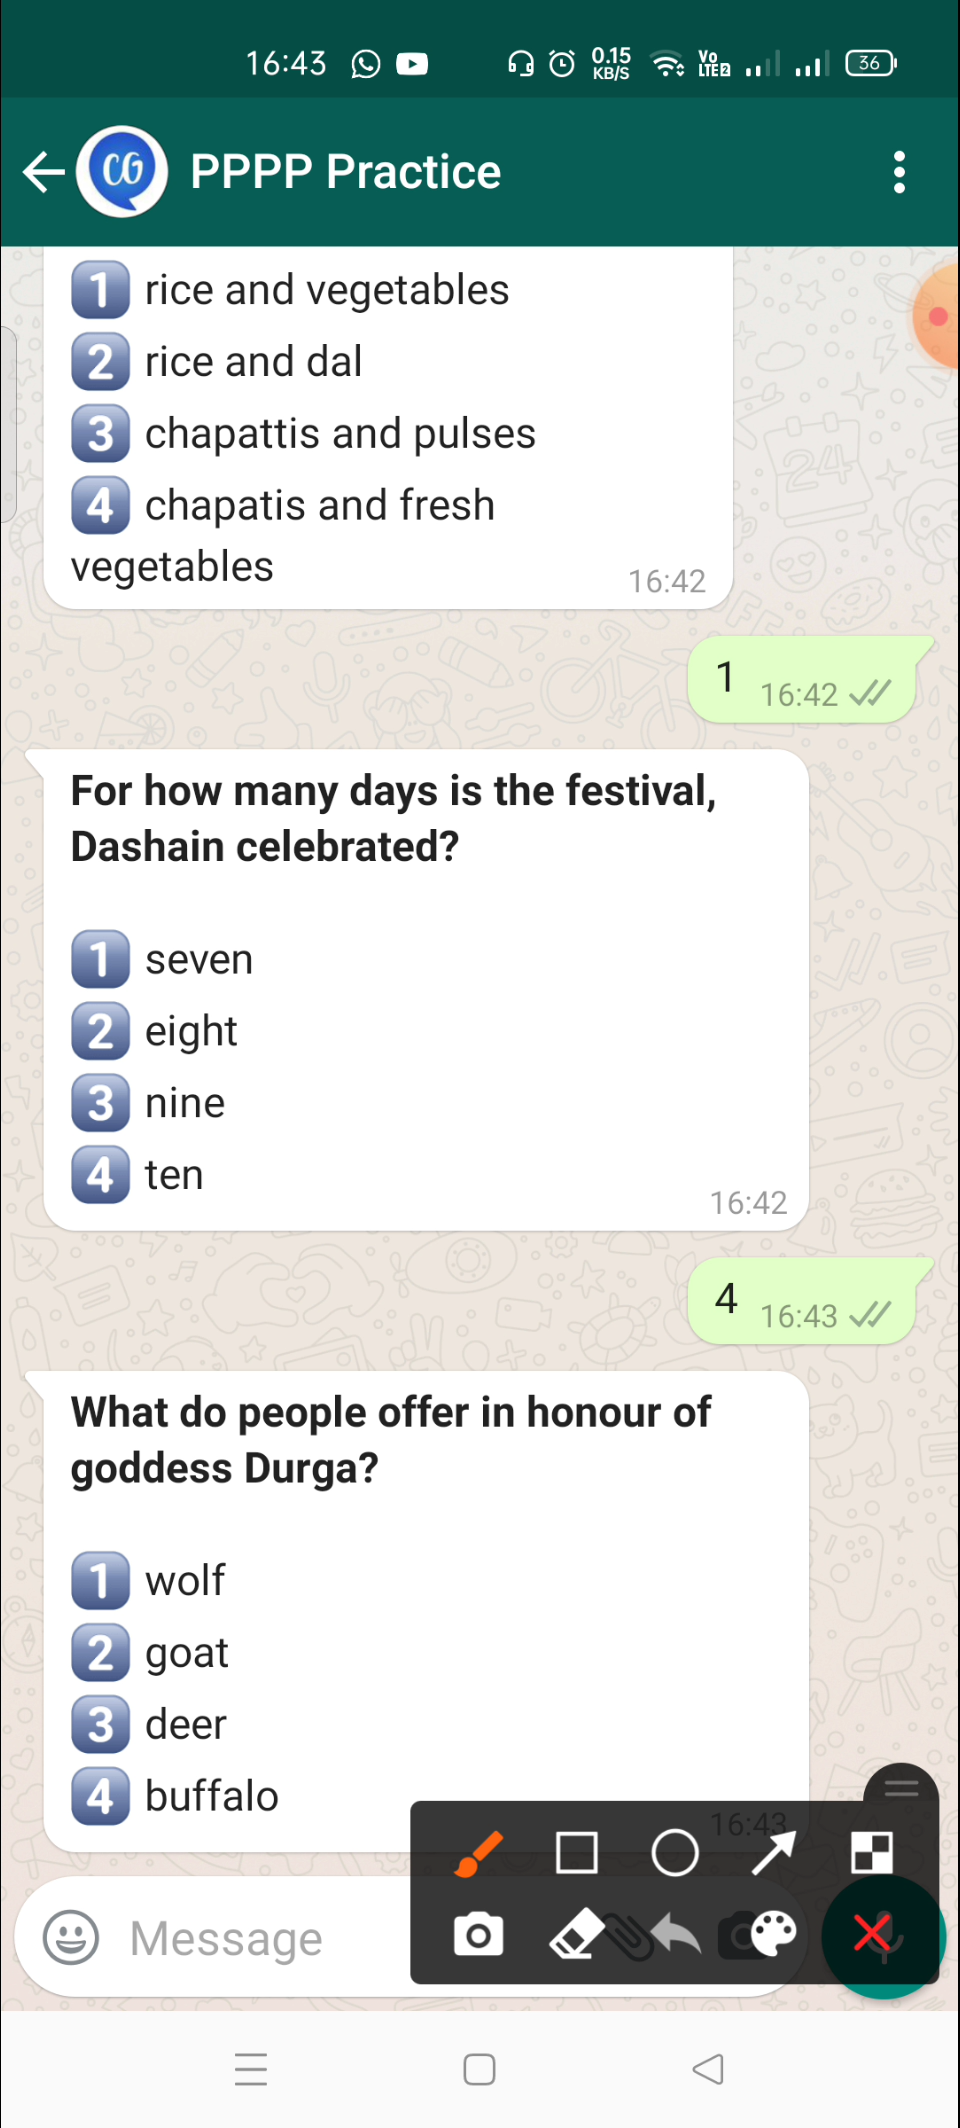 16:43 0.15 KB/S Vo LTE2 36
CG PPPP Practice
1 rice and vegetables
2 rice and dal
3 chapattis and pulses
4 chapatis and fresh
vegetables 16:42
1 16:42
For how many days is the festival,
Dashain celebrated?
1 seven
2 eight
3 nine
4 ten
16:42
4 16:43
What do people offer in honour of
goddess Durga?
1 wolf
2 goat
3 deer
4 buffalo
16:43
Message